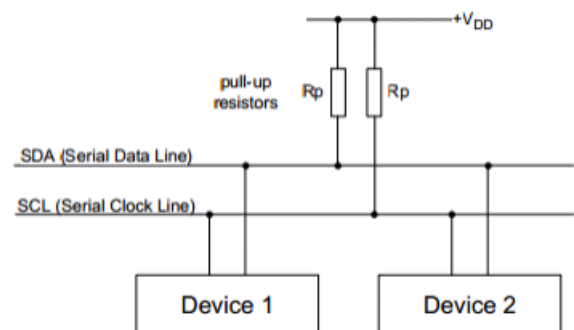 +VDD
pull-up
resistors
Rp
Rp
SDA (Serial Data Line)
SCL (Serial Clock Line)
Device 1
Device 2